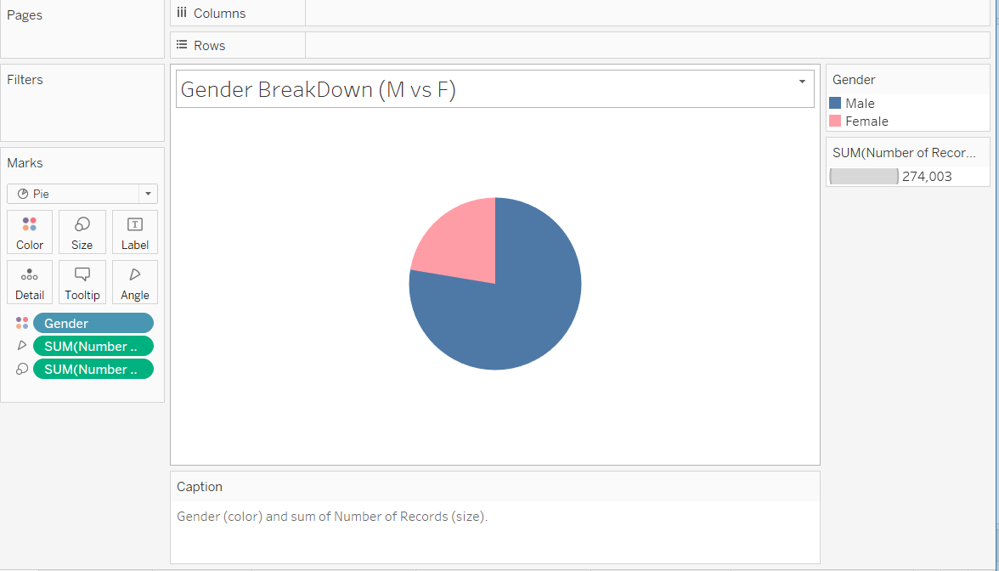 Pages
Columns
Rows
Filters
Marks
Pie
Color
Size
T
Label
Detail
Tooltip
Angle
Gender
SUM(Number ..
SUM(Number ..
Gender BreakDown (M vs F)
Gender
Male
Female
SUM(Number of Recor...
274,003
Caption
Gender (color) and sum of Number of Records (size).